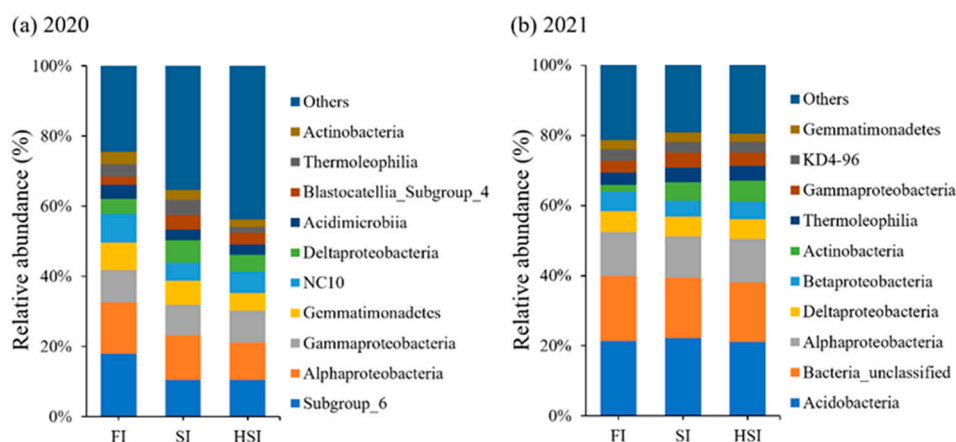 (a) 2020
Relative abundance (%)
100%
80%
60%
40%
20%
0%
FI SI HSI
Others
Actinobacteria
Thermoleophilia
Blastocatellia_Subgroup_4
Acidimicrobiia
Deltaproteobacteria
NC10
Gemmatimonadetes
Gammaproteobacteria
Alphaproteobacteria
Subgroup_6
(b) 2021
Relative abundance (%)
100%
80%
60%
40%
20%
0%
FI SI HSI
Others
Gemmatimonadetes
KD4-96
Gammaproteobacteria
Thermoleophilia
Actinobacteria
Betaproteobacteria
Deltaproteobacteria
Alphaproteobacteria
Bacteria_unclassified
Acidobacteria